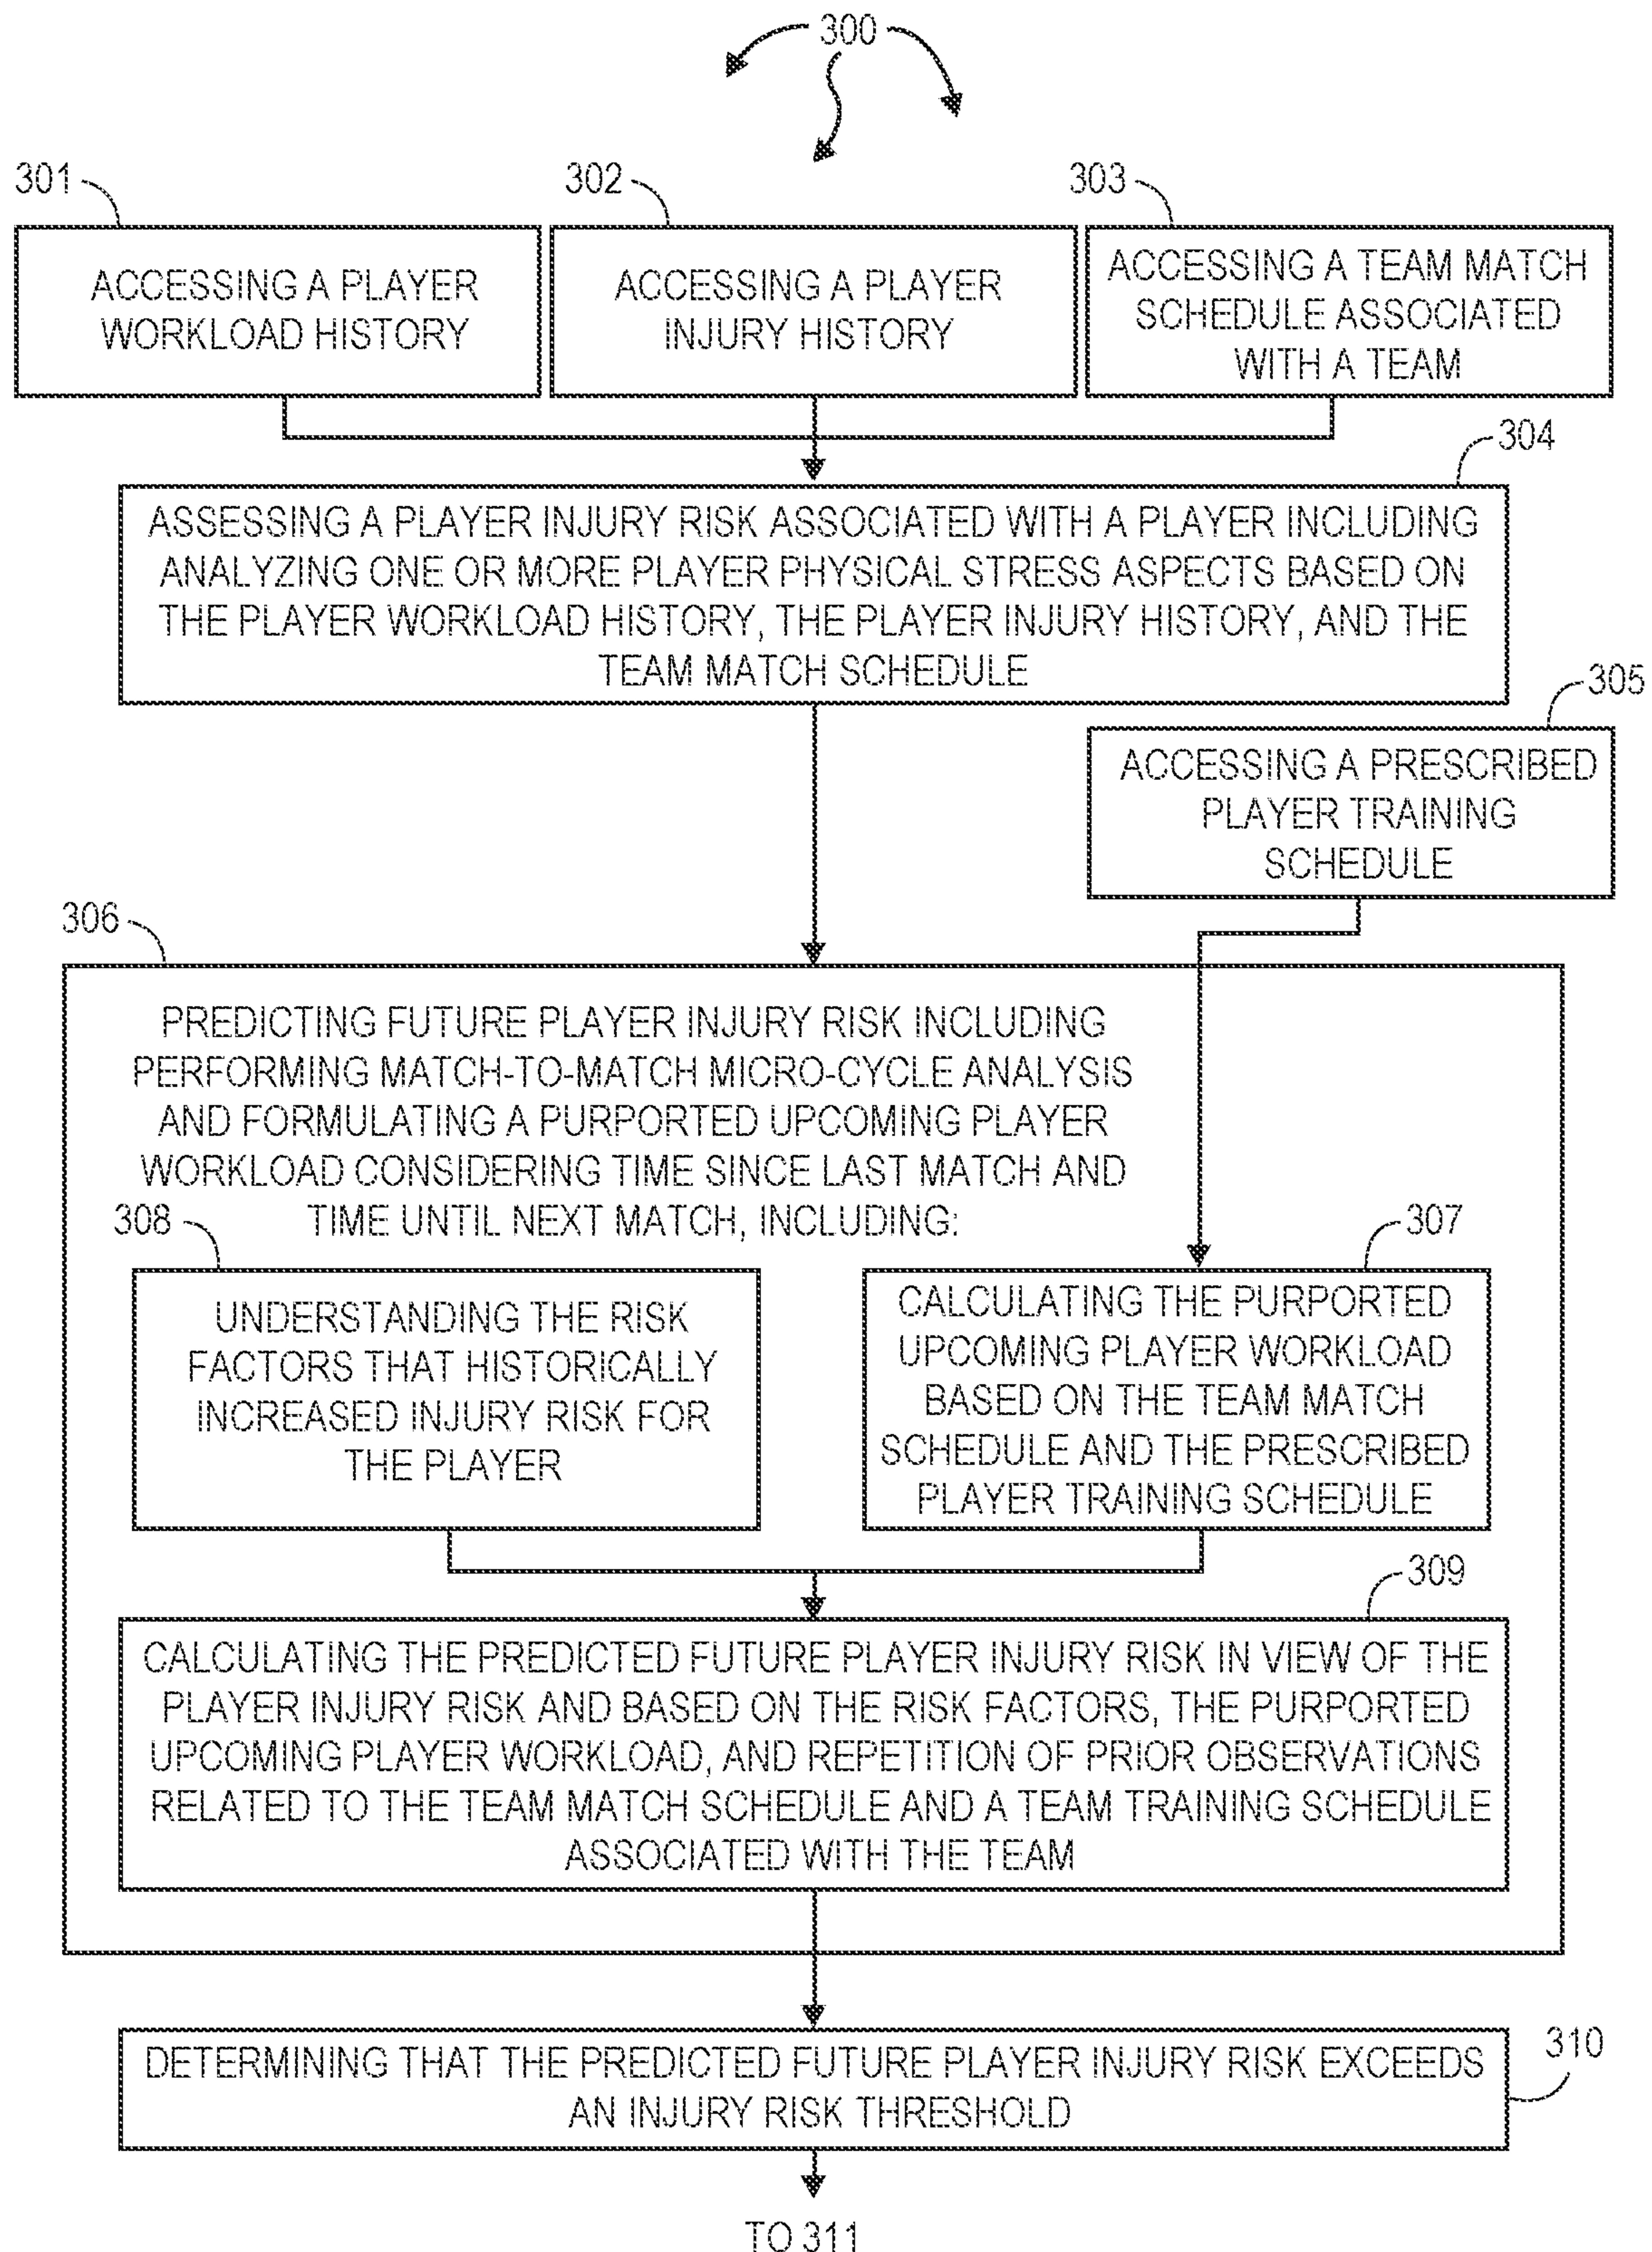 300
301
302
303
ACCESSING A PLAYER
WORKLOAD HISTORY
ACCESSING A PLAYER
INJURY HISTORY
ACCESSING A TEAM MATCH
SCHEDULE ASSOCIATED
WITH A TEAM
304
ASSESSING A PLAYER INJURY RISK ASSOCIATED WITH A PLAYER INCLUDING
ANALYZING ONE OR MORE PLAYER PHYSICAL STRESS ASPECTS BASED ON
THE PLAYER WORKLOAD HISTORY, THE PLAYER INJURY HISTORY, AND THE
TEAM MATCH SCHEDULE
305
ACCESSING A PRESCRIBED
PLAYER TRAINING
SCHEDULE
306
PREDICTING FUTURE PLAYER INJURY RISK INCLUDING
PERFORMING MATCH-TO-MATCH MICRO-CYCLE ANALYSIS
AND FORMULATING A PURPORTED UPCOMING PLAYER
WORKLOAD CONSIDERING TIME SINCE LAST MATCH AND
TIME UNTIL NEXT MATCH, INCLUDING:
308
UNDERSTANDING THE RISK
FACTORS THAT HISTORICALLY
INCREASED INJURY RISK FOR
THE PLAYER
307
CALCULATING THE PURPORTED
UPCOMING PLAYER WORKLOAD
BASED ON THE TEAM MATCH
SCHEDULE AND THE PRESCRIBED
PLAYER TRAINING SCHEDULE
309
CALCULATING THE PREDICTED FUTURE PLAYER INJURY RISK IN VIEW OF THE
PLAYER INJURY RISK AND BASED ON THE RISK FACTORS, THE PURPORTED
UPCOMING PLAYER WORKLOAD, AND REPETITION OF PRIOR OBSERVATIONS
RELATED TO THE TEAM MATCH SCHEDULE AND A TEAM TRAINING SCHEDULE
ASSOCIATED WITH THE TEAM
310
DETERMINING THAT THE PREDICTED FUTURE PLAYER INJURY RISK EXCEEDS
AN INJURY RISK THRESHOLD
TO 311